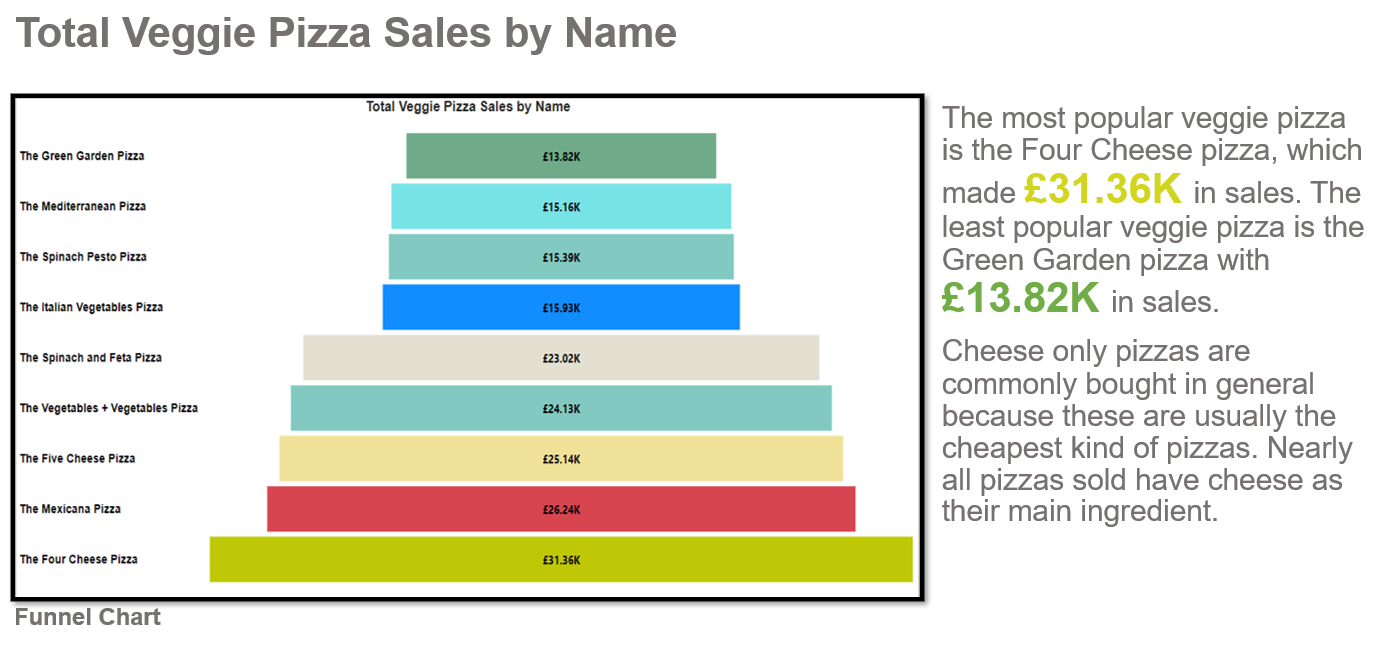 Total Veggie Pizza Sales by Name
Total Veggie Pizza Sales by Name
The Green Garden Pizza £13.82K
The Mediterranean Pizza £15.16K
The Spinach Pesto Pizza £15.39K
The Italian Vegetables Pizza £15.93K
The Spinach and Feta Pizza £23.02K
The Vegetables + Vegetables Pizza £24.13K
The Five Cheese Pizza £25.14K
The Mexicana Pizza £26.24K
The Four Cheese Pizza £31.36K
Funnel Chart
The most popular veggie pizza
is the Four Cheese pizza, which
made £31.36K in sales. The
least popular veggie pizza is the
Green Garden pizza with
£13.82K in sales.
Cheese only pizzas are
commonly bought in general
because these are usually the
cheapest kind of pizzas. Nearly
all pizzas sold have cheese as
their main ingredient.